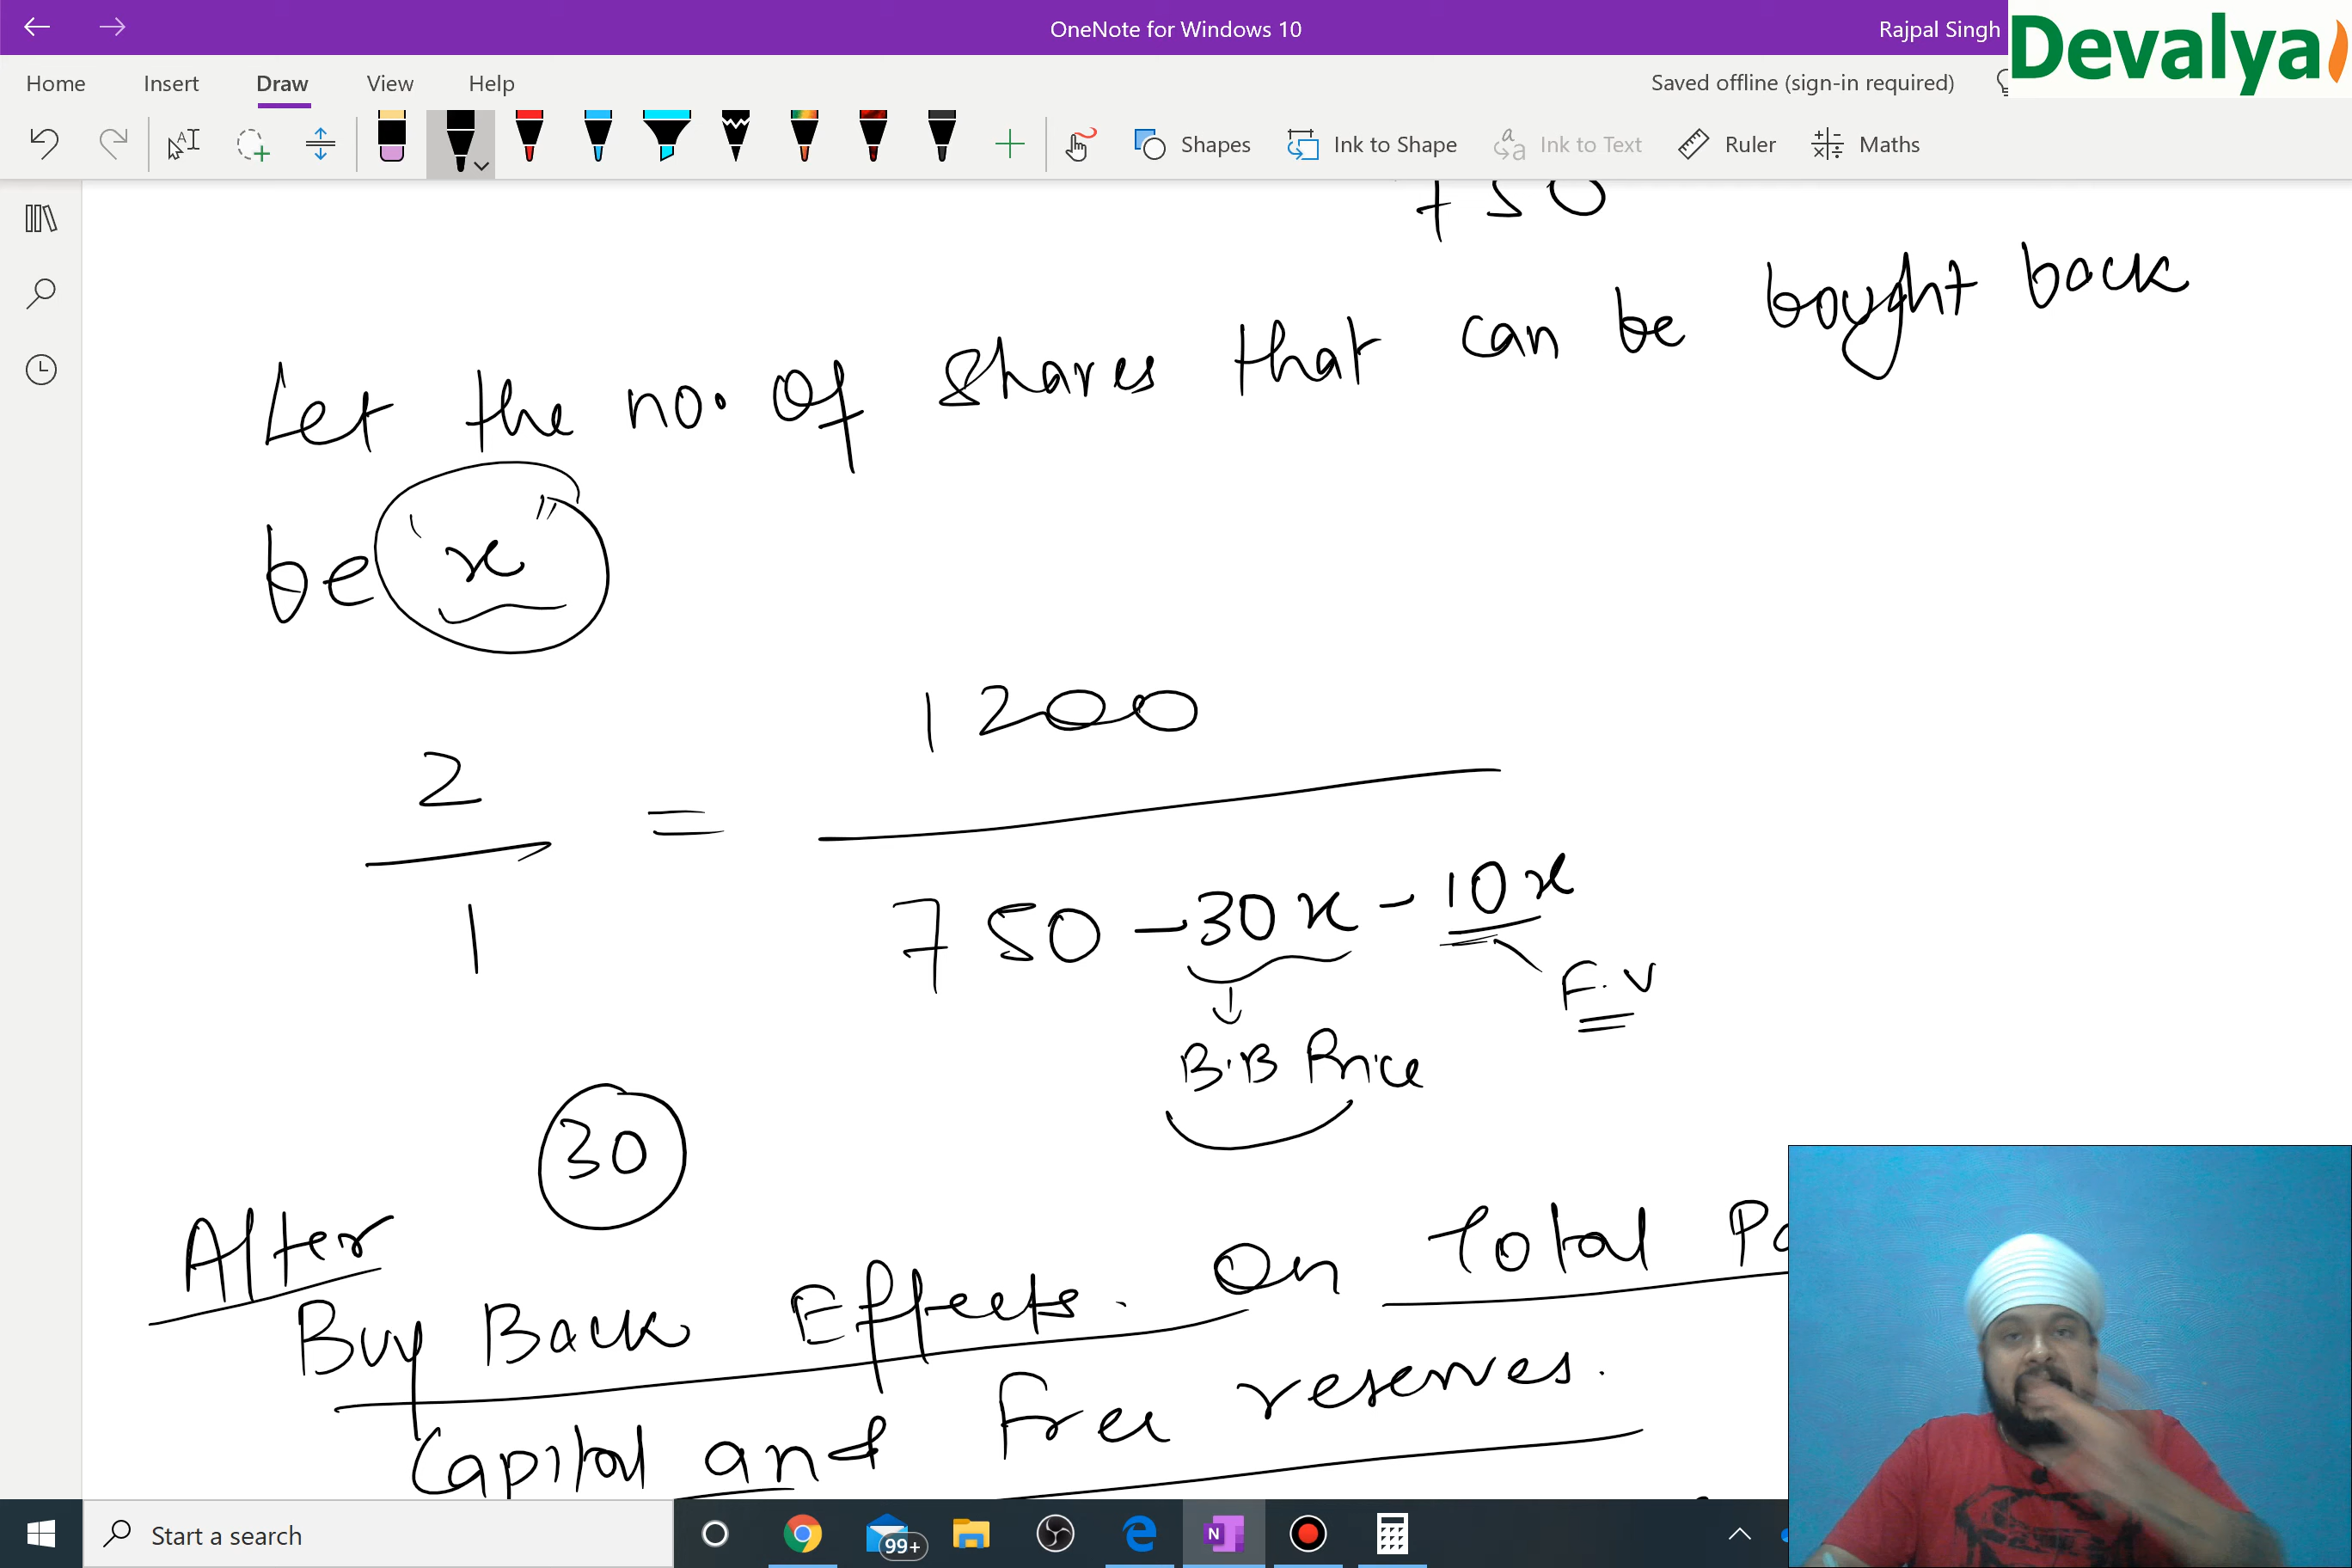 OneNote for Windows 10
Rajpal Singh
Devalya
Home Insert Draw View Help
Saved offline (sign-in required)
Shapes Ink to Shape Ink to Text Ruler Maths
750
Let the no. of shares that can be bought back
be "x"
2 / 1 = 1200 / 750 - 30x - 10x
F.V
B.B Price
30
After
Buy Back Effects. On Total
Capital and Free reserves.
Start a search
99+